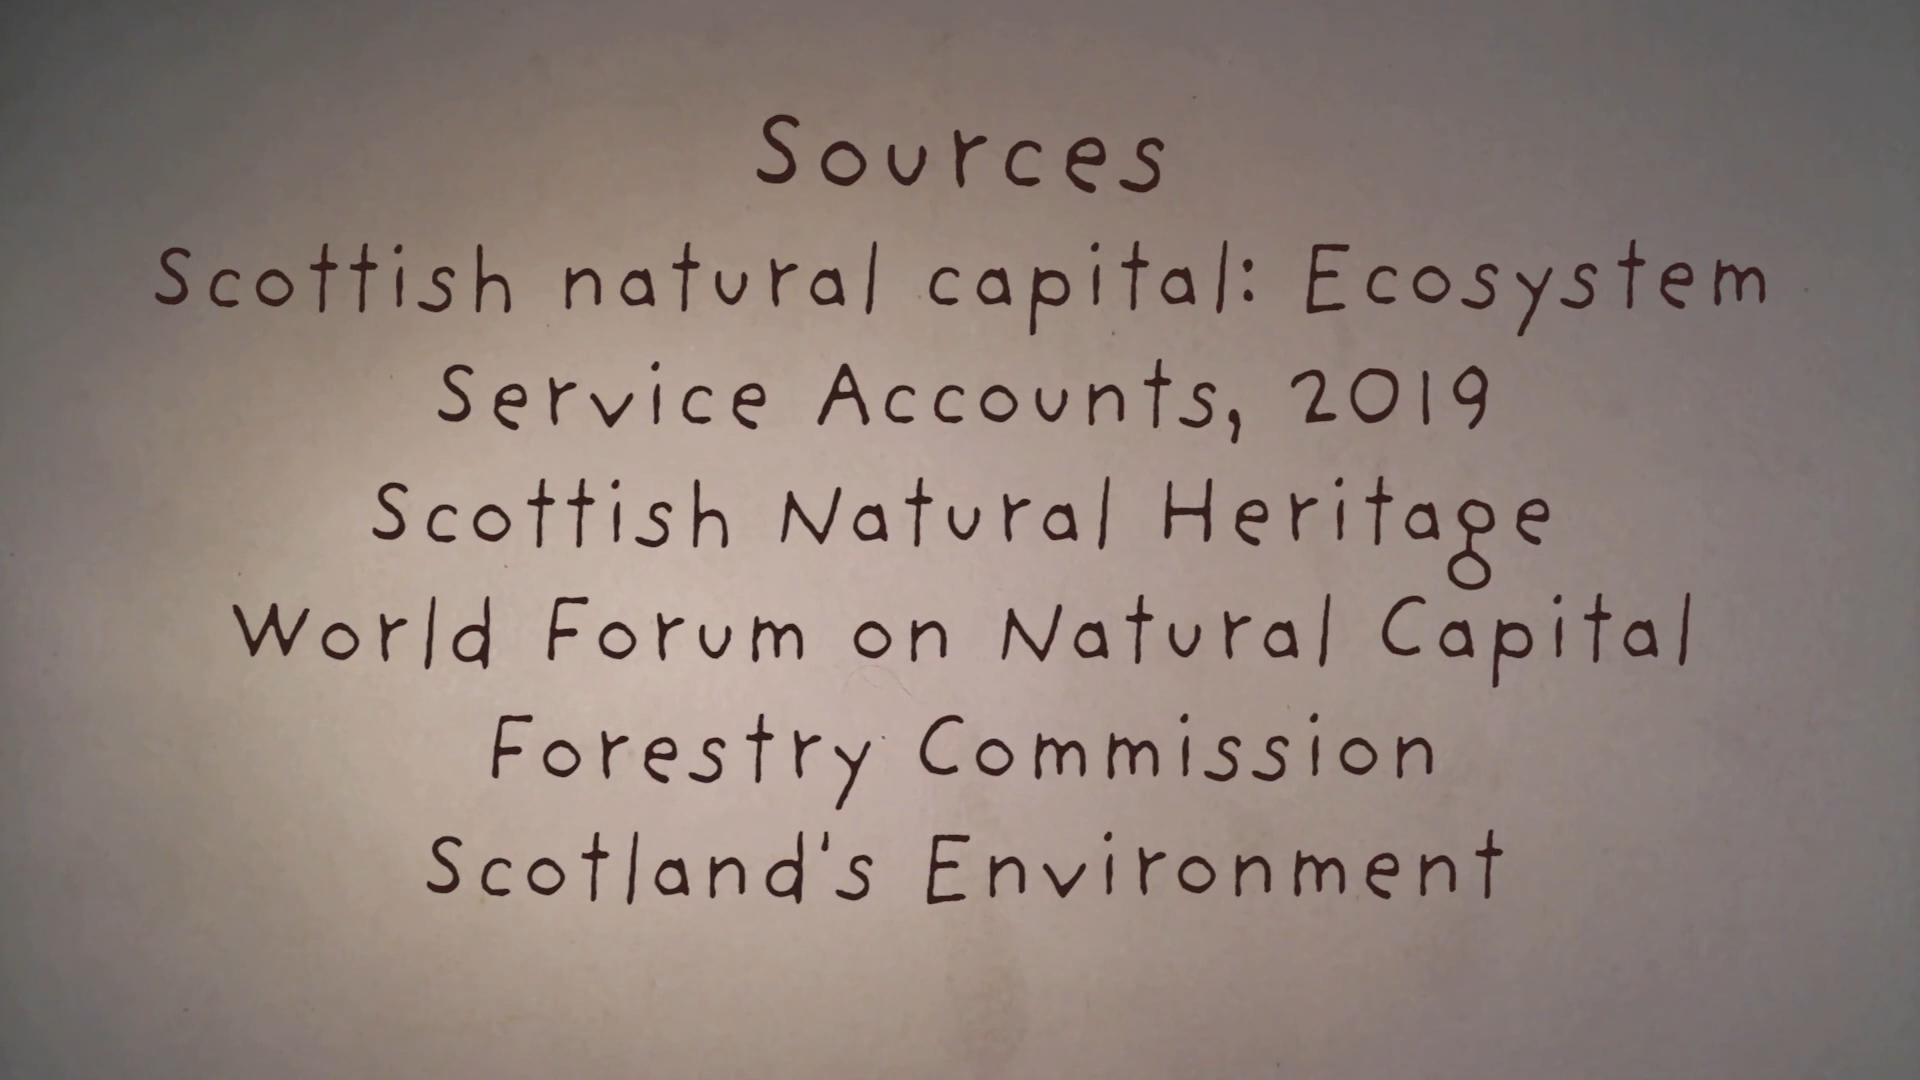 Sources
Scottish natural capital: Ecosystem
Service Accounts, 2019
Scottish Natural Heritage
World Forum on Natural Capital
Forestry Commission
Scotland's Environment